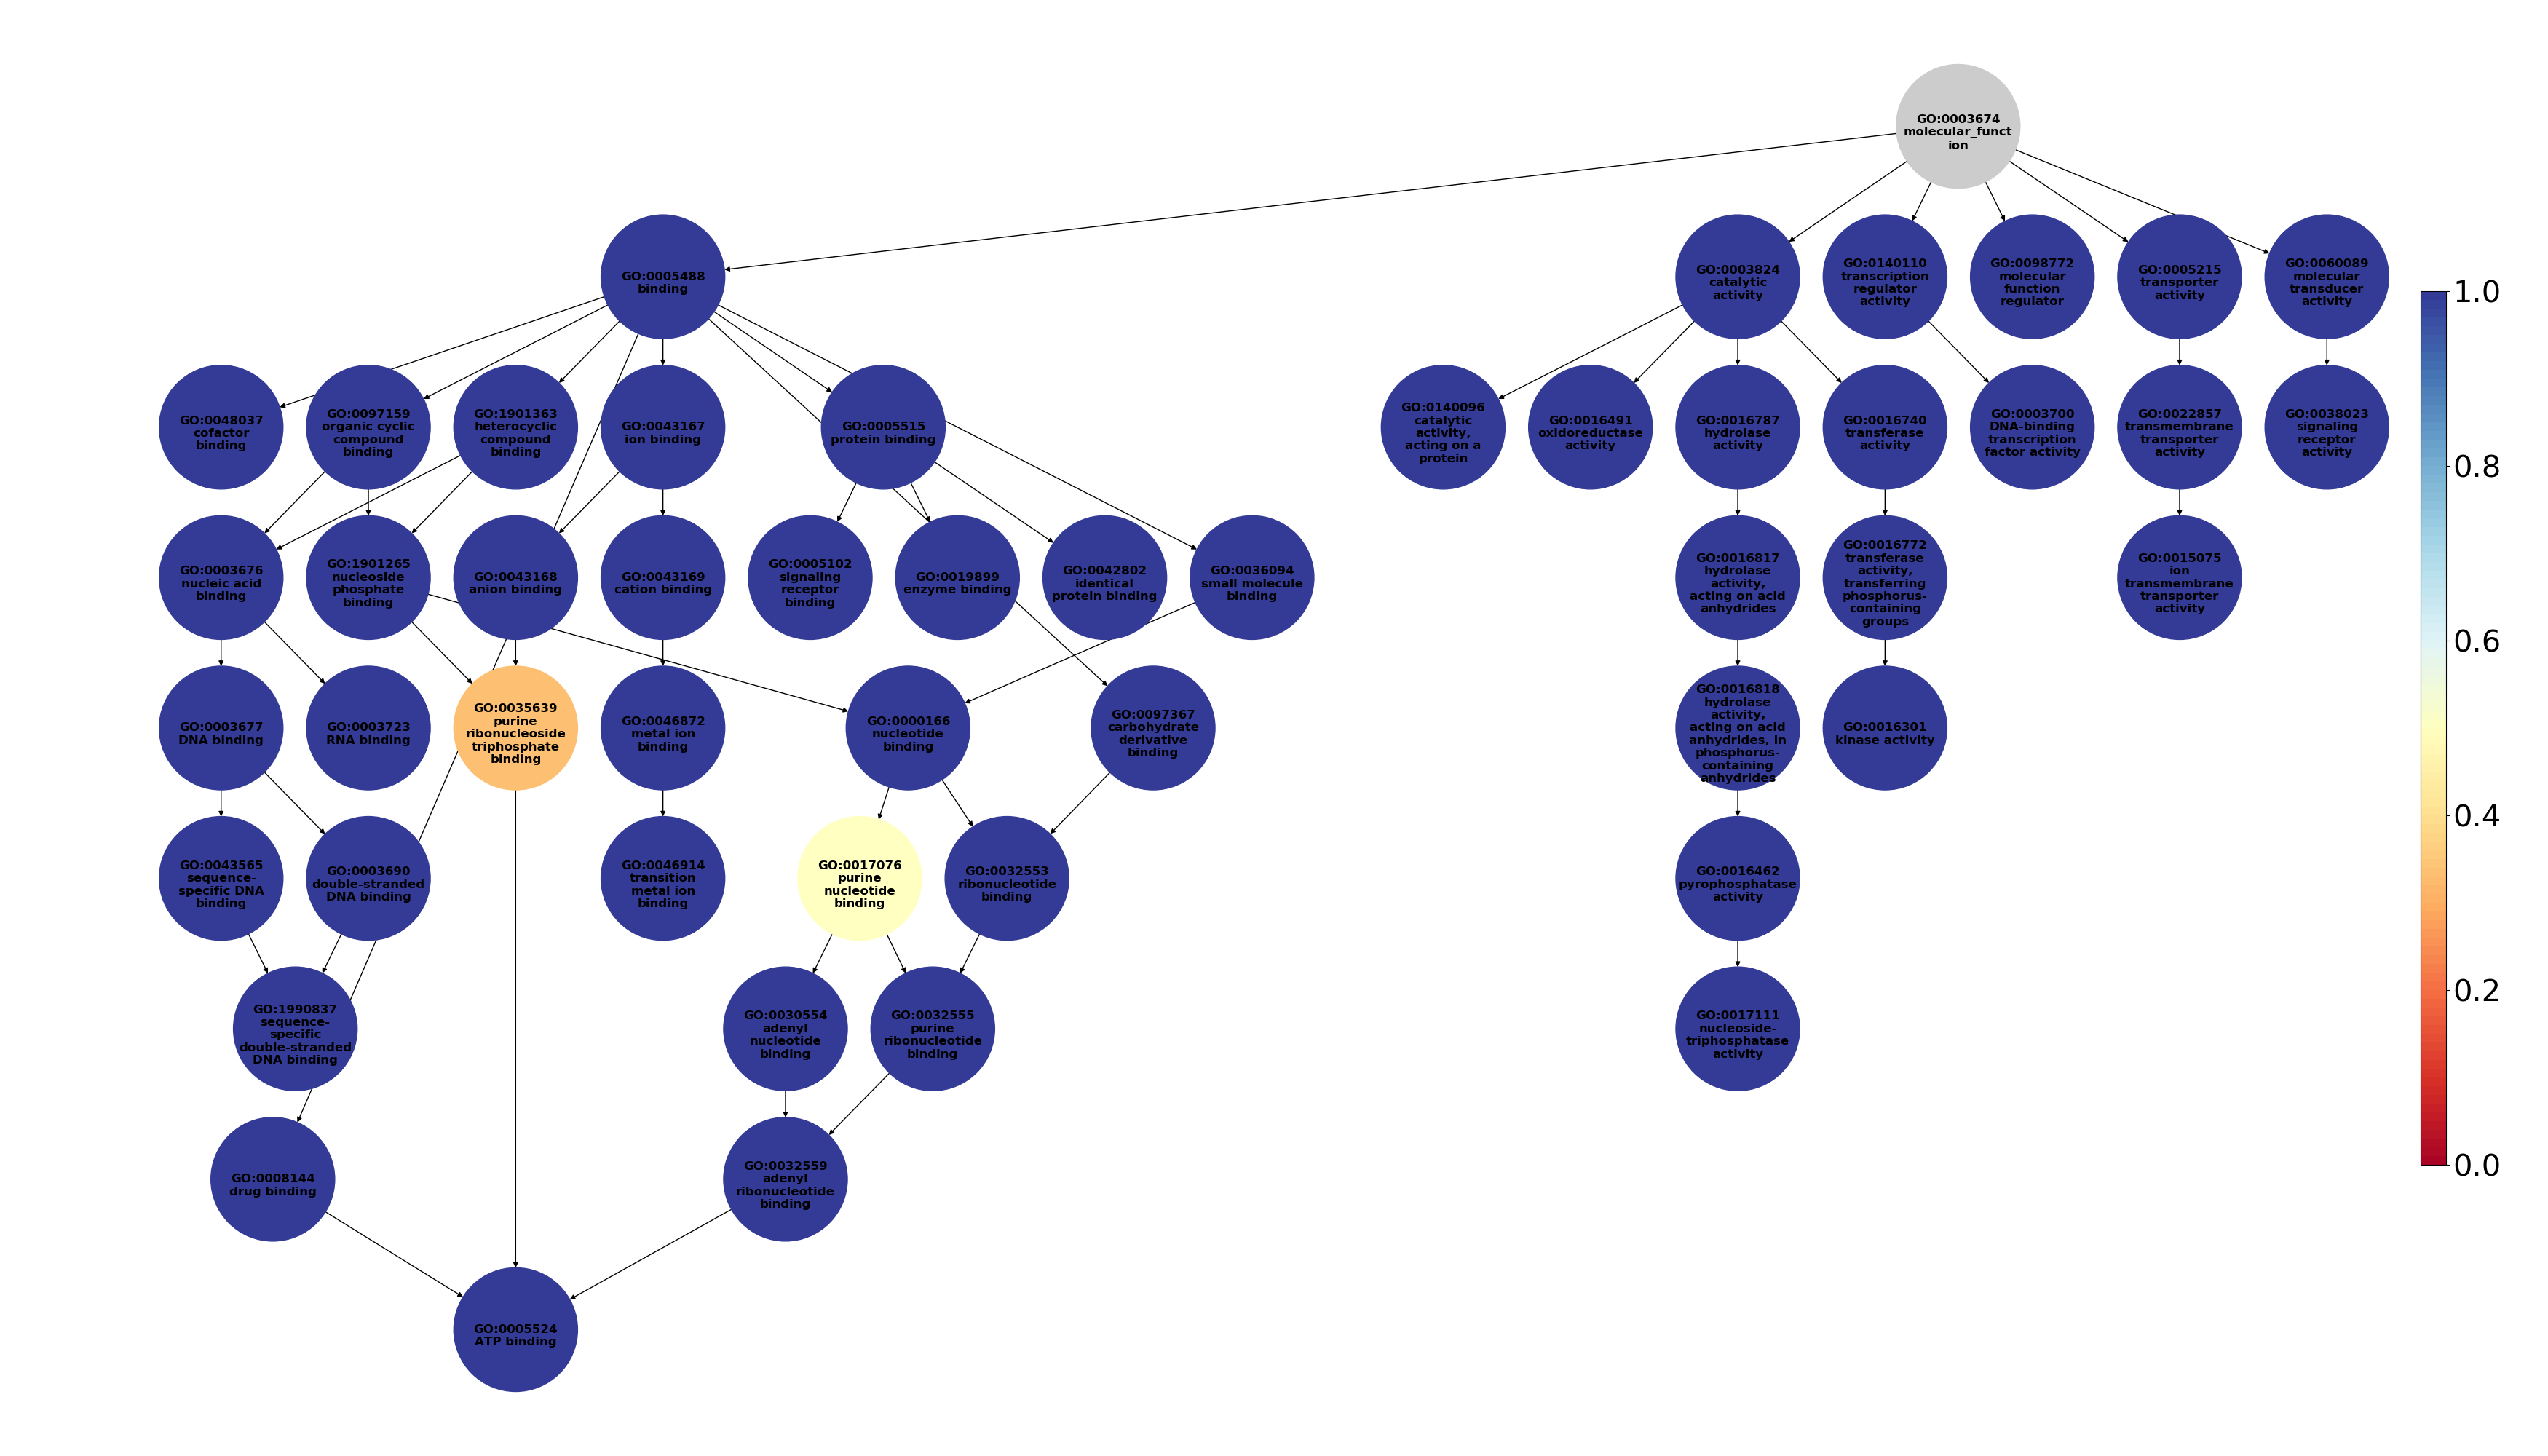 GO:0003674
molecular_funct
ion
GO:0005488
binding
GO:0003824
catalytic
activity
GO:0140110
transcription
regulator
activity
GO:0098772
molecular
function
regulator
GO:0005215
transporter
activity
GO:0060089
molecular
transducer
activity
GO:0048037
cofactor
binding
GO:0097159
organic cyclic
compound
binding
GO:1901363
heterocyclic
compound
binding
GO:0043167
ion binding
GO:0005515
protein binding
GO:0140096
catalytic
activity,
acting on a
protein
GO:0016491
oxidoreductase
activity
GO:0016787
hydrolase
activity
GO:0016740
transferase
activity
GO:0003700
DNA-binding
transcription
factor activity
GO:0022857
transmembrane
transporter
activity
GO:0038023
signaling
receptor
activity
GO:0003676
nucleic acid
binding
GO:1901265
nucleoside
phosphate
binding
GO:0043168
anion binding
GO:0043169
cation binding
GO:0005102
signaling
receptor
binding
GO:0019899
enzyme binding
GO:0042802
identical
protein binding
GO:0036094
small molecule
binding
GO:0016817
hydrolase
activity,
acting on acid
anhydrides
GO:0016772
transferase
activity,
transferring
phosphorus-
containing
groups
GO:0015075
ion
transmembrane
transporter
activity
GO:0003677
DNA binding
GO:0003723
RNA binding
GO:0035639
purine
ribonucleoside
triphosphate
binding
GO:0046872
metal ion
binding
GO:0000166
nucleotide
binding
GO:0097367
carbohydrate
derivative
binding
GO:0016818
hydrolase
activity,
acting on acid
anhydrides, in
phosphorus-
containing
anhydrides
GO:0016301
kinase activity
GO:0043565
sequence-
specific DNA
binding
GO:0003690
double-stranded
DNA binding
GO:0046914
transition
metal ion
binding
GO:0017076
purine
nucleotide
binding
GO:0032553
ribonucleotide
binding
GO:0016462
pyrophosphatase
activity
GO:1990837
sequence-
specific
double-stranded
DNA binding
GO:0030554
adenyl
nucleotide
binding
GO:0032555
purine
ribonucleotide
binding
GO:0017111
nucleoside-
triphosphatase
activity
GO:0008144
drug binding
GO:0032559
adenyl
ribonucleotide
binding
GO:0005524
ATP binding
1.0
0.8
0.6
0.4
0.2
0.0